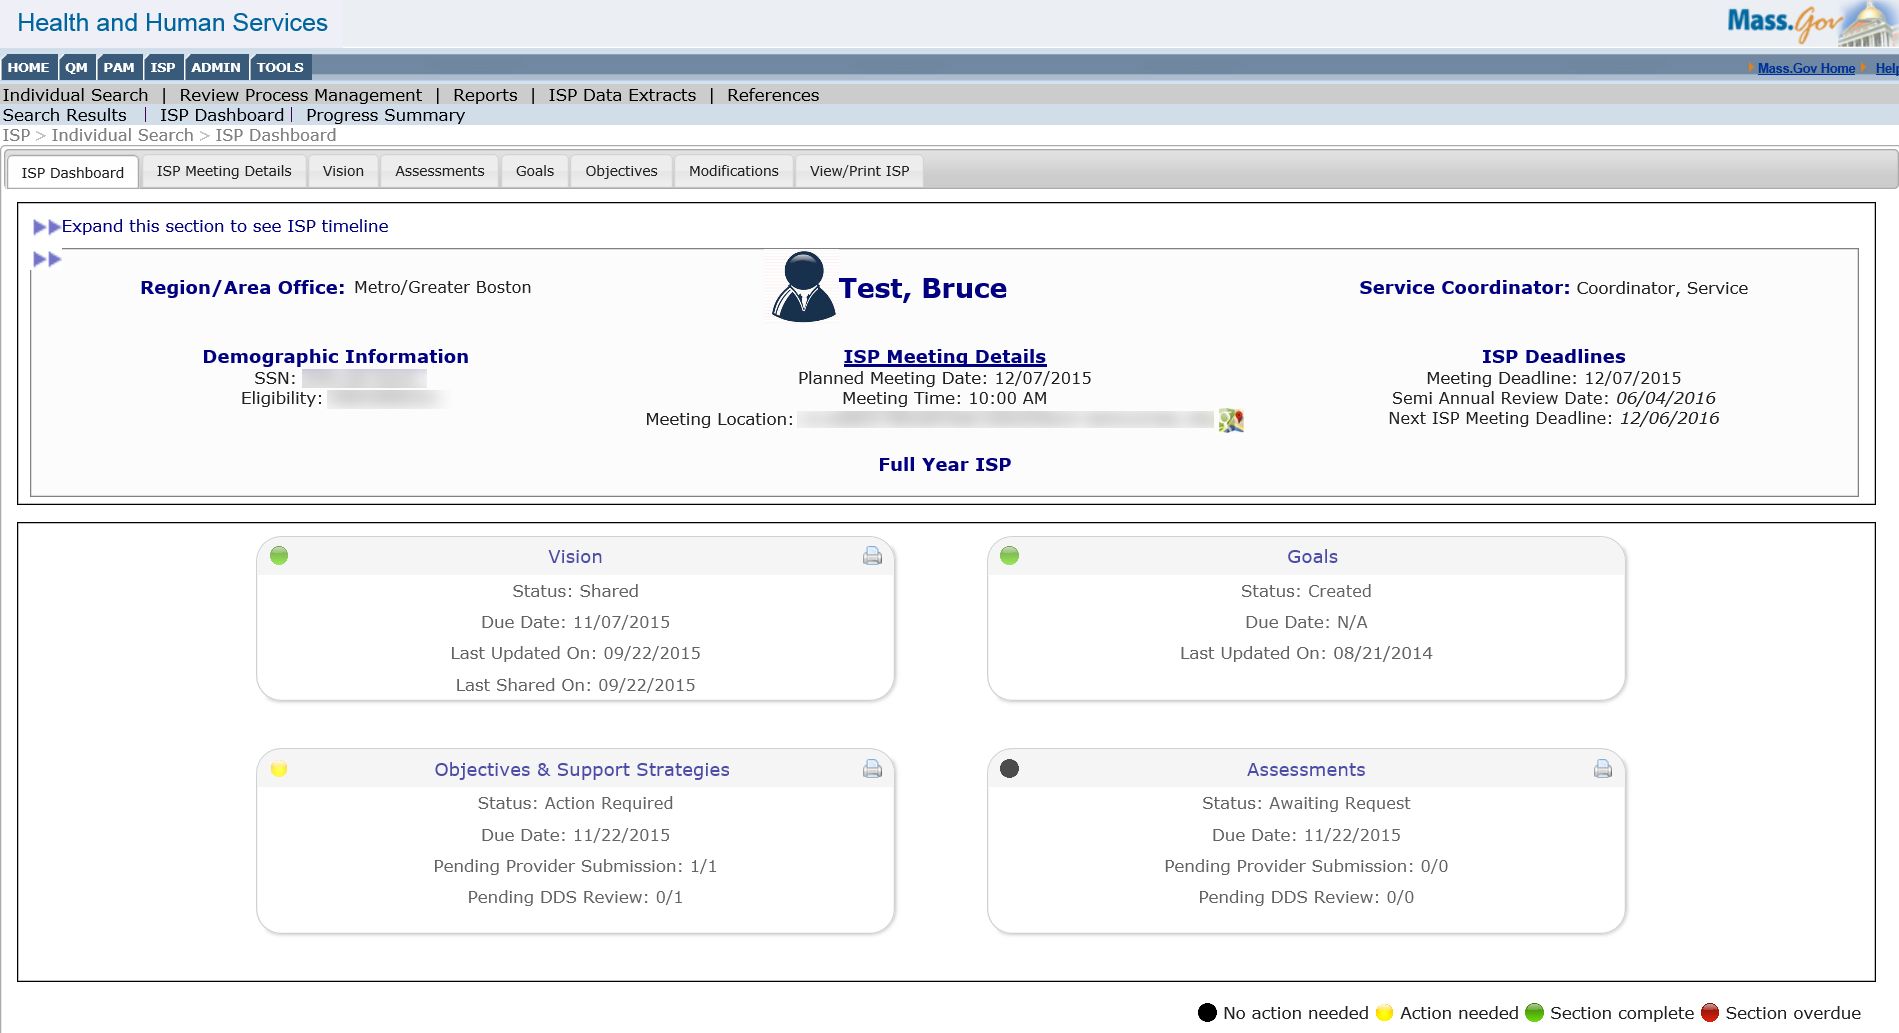 Health and Human Services
Mass.Gov
HOME QM PAM ISP ADMIN TOOLS
Mass.Gov Home Help
Individual Search | Review Process Management | Reports | ISP Data Extracts | References
Search Results | ISP Dashboard | Progress Summary
ISP > Individual Search > ISP Dashboard
ISP Dashboard ISP Meeting Details Vision Assessments Goals Objectives Modifications View/Print ISP
Expand this section to see ISP timeline
Region/Area Office: Metro/Greater Boston
Test, Bruce
Service Coordinator: Coordinator, Service
Demographic Information
SSN:
Eligibility:
ISP Meeting Details
Planned Meeting Date: 12/07/2015
Meeting Time: 10:00 AM
Meeting Location:
ISP Deadlines
Meeting Deadline: 12/07/2015
Semi Annual Review Date: 06/04/2016
Next ISP Meeting Deadline: 12/06/2016
Full Year ISP
Vision
Status: Shared
Due Date: 11/07/2015
Last Updated On: 09/22/2015
Last Shared On: 09/22/2015
Goals
Status: Created
Due Date: N/A
Last Updated On: 08/21/2014
Objectives & Support Strategies
Status: Action Required
Due Date: 11/22/2015
Pending Provider Submission: 1/1
Pending DDS Review: 0/1
Assessments
Status: Awaiting Request
Due Date: 11/22/2015
Pending Provider Submission: 0/0
Pending DDS Review: 0/0
No action needed Action needed Section complete Section overdue